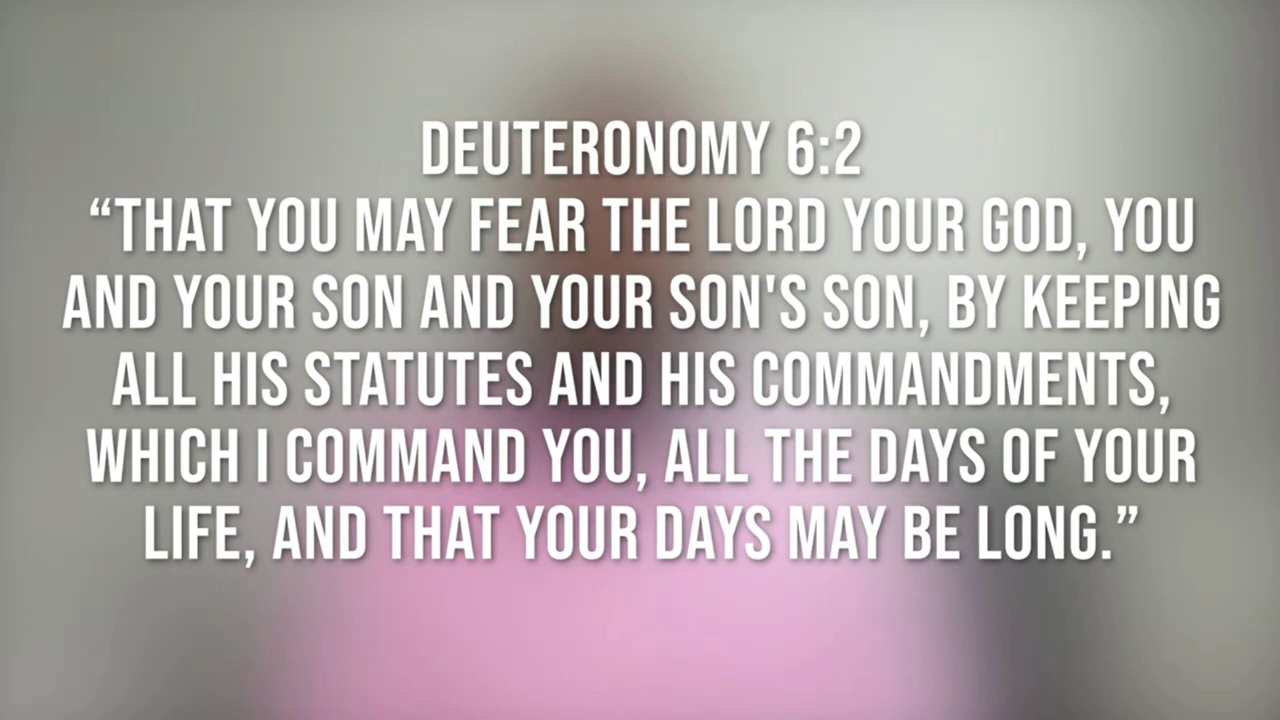 DEUTERONOMY 6:2
“THAT YOU MAY FEAR THE LORD YOUR GOD, YOU
AND YOUR SON AND YOUR SON'S SON, BY KEEPING
ALL HIS STATUTES AND HIS COMMANDMENTS,
WHICH I COMMAND YOU, ALL THE DAYS OF YOUR
LIFE, AND THAT YOUR DAYS MAY BE LONG.”